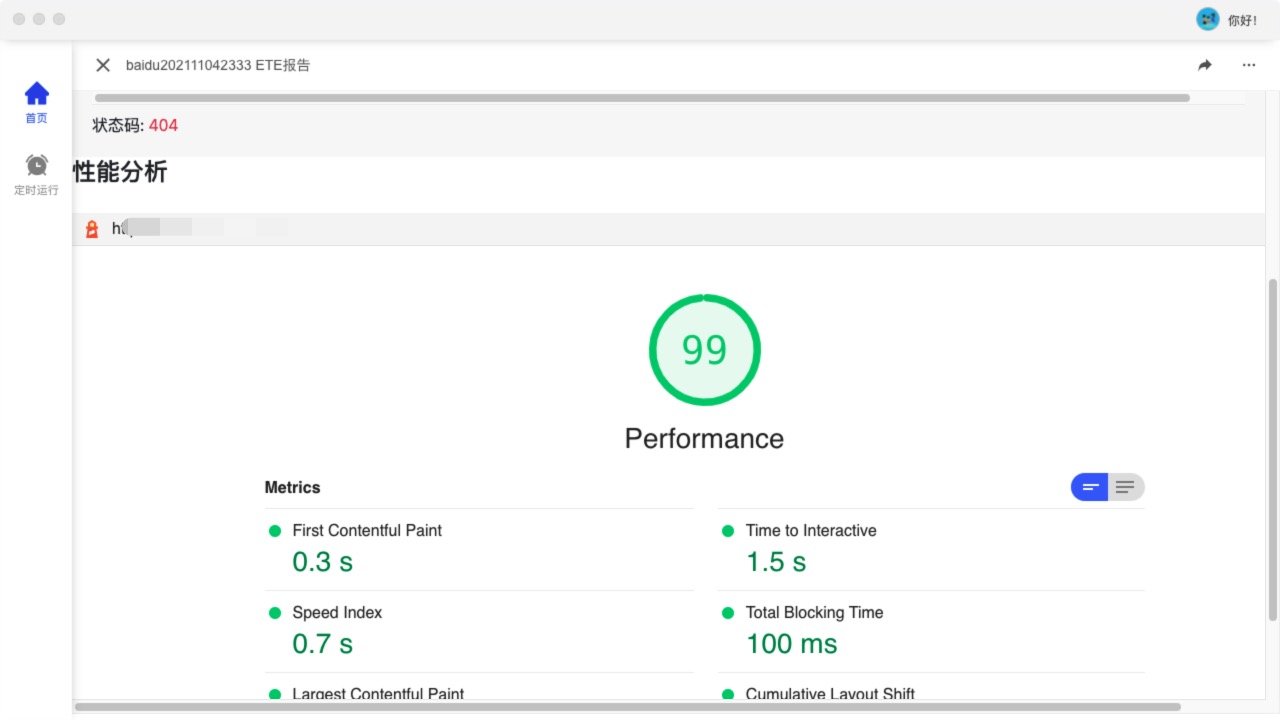 你好!
baidu202111042333 ETE报告
首页
状态码: 404
定时运行
性能分析
99
Performance
Metrics
First Contentful Paint
0.3 s
Time to Interactive
1.5 s
Speed Index
0.7 s
Total Blocking Time
100 ms
Largest Contentful Paint
Cumulative Layout Shift